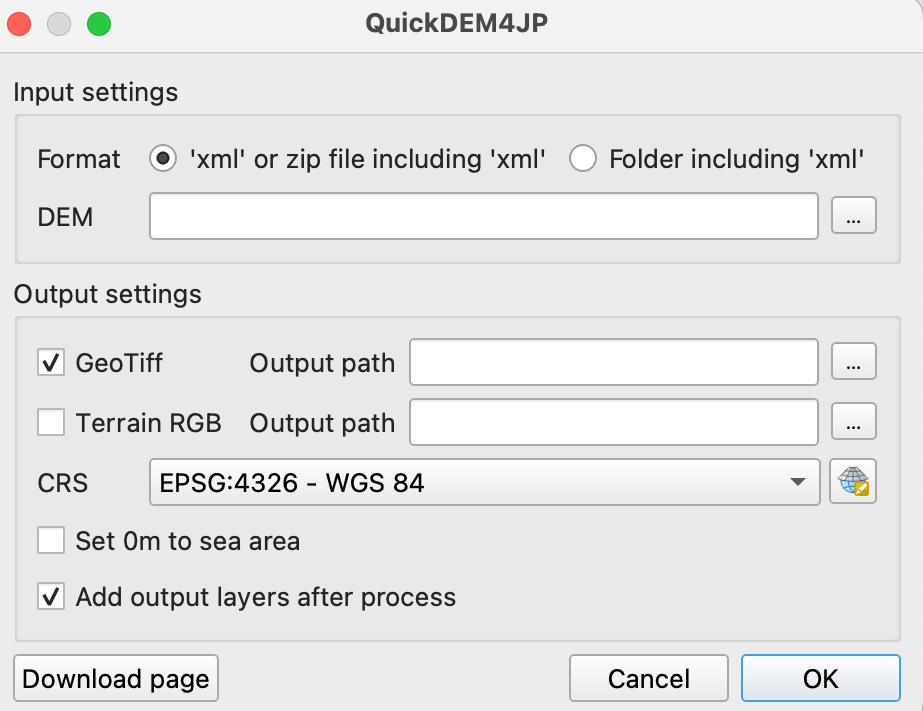 QuickDEM4JP
Input settings
Format 'xml' or zip file including 'xml' Folder including 'xml'
DEM ...
Output settings
GeoTiff Output path ...
Terrain RGB Output path ...
CRS EPSG:4326 - WGS 84
Set 0m to sea area
Add output layers after process
Download page Cancel OK